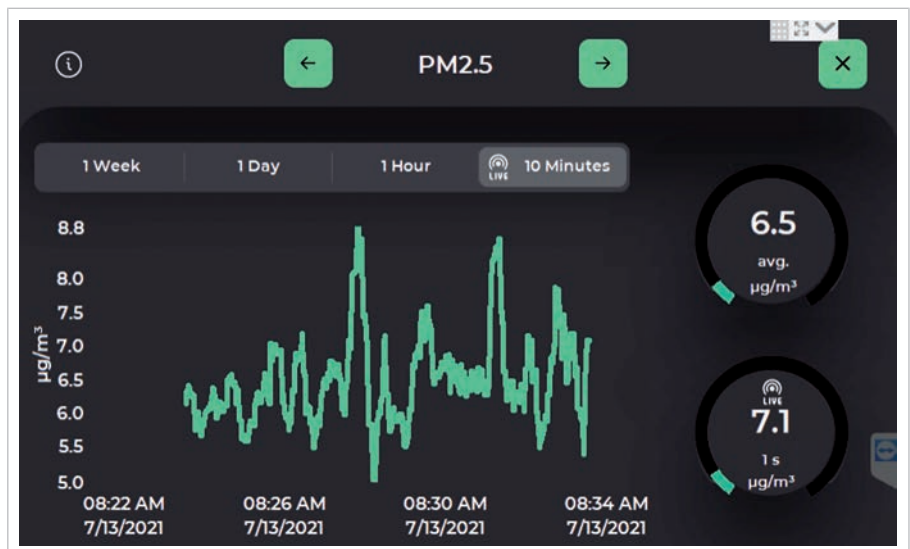 PM2.5
1 Week 1 Day 1 Hour LIVE 10 Minutes
8.8
8.0
7.5
7.0
6.5
6.0
5.5
5.0
µg/m³
08:22 AM 08:26 AM 08:30 AM 08:34 AM
7/13/2021 7/13/2021 7/13/2021 7/13/2021
6.5
avg.
µg/m³
LIVE
7.1
1 s
µg/m³